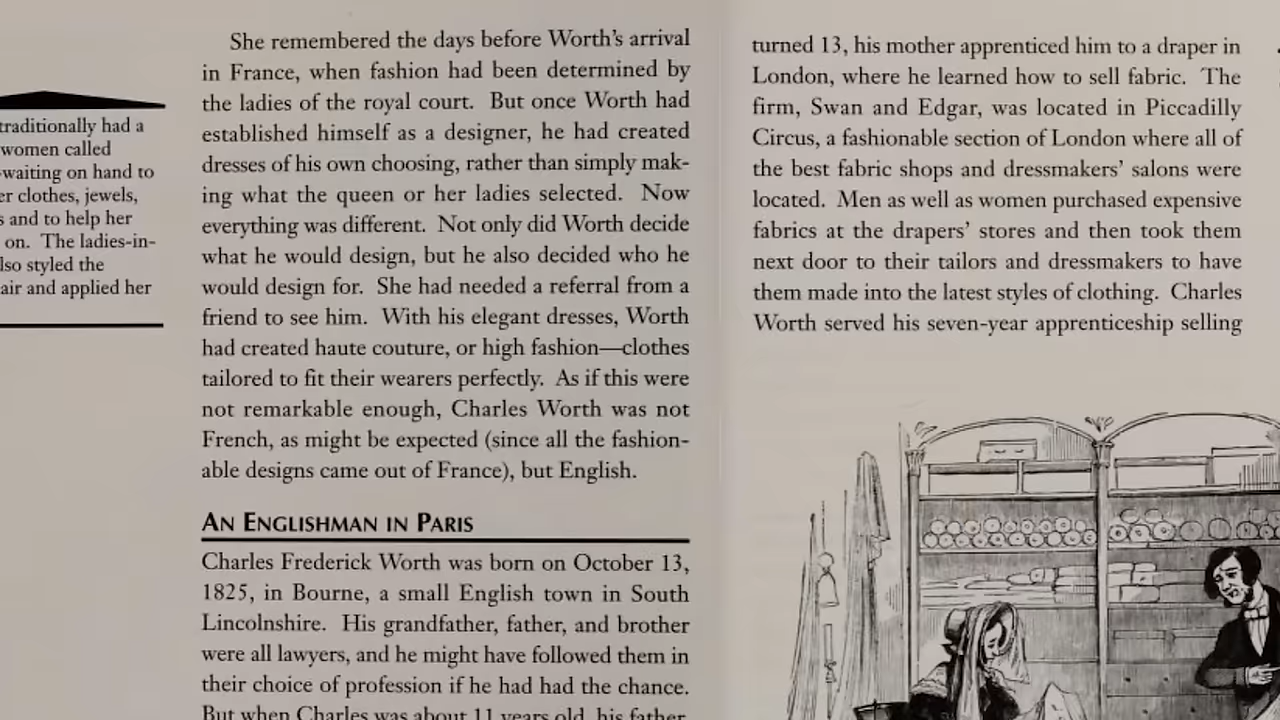 traditionally had a
women called
-waiting on hand to
er clothes, jewels,
s and to help her
on. The ladies-in-
lso styled the
air and applied her
She remembered the days before Worth's arrival
in France, when fashion had been determined by
the ladies of the royal court. But once Worth had
established himself as a designer, he had created
dresses of his own choosing, rather than simply mak-
ing what the queen or her ladies selected. Now
everything was different. Not only did Worth decide
what he would design, but he also decided who he
would design for. She had needed a referral from a
friend to see him. With his elegant dresses, Worth
had created haute couture, or high fashion—clothes
tailored to fit their wearers perfectly. As if this were
not remarkable enough, Charles Worth was not
French, as might be expected (since all the fashion-
able designs came out of France), but English.
AN ENGLISHMAN IN PARIS
Charles Frederick Worth was born on October 13,
1825, in Bourne, a small English town in South
Lincolnshire. His grandfather, father, and brother
were all lawyers, and he might have followed them in
their choice of profession if he had had the chance.
But when Charles was about 11 years old, his father
turned 13, his mother apprenticed him to a draper in
London, where he learned how to sell fabric. The
firm, Swan and Edgar, was located in Piccadilly
Circus, a fashionable section of London where all of
the best fabric shops and dressmakers' salons were
located. Men as well as women purchased expensive
fabrics at the drapers' stores and then took them
next door to their tailors and dressmakers to have
them made into the latest styles of clothing. Charles
Worth served his seven-year apprenticeship selling